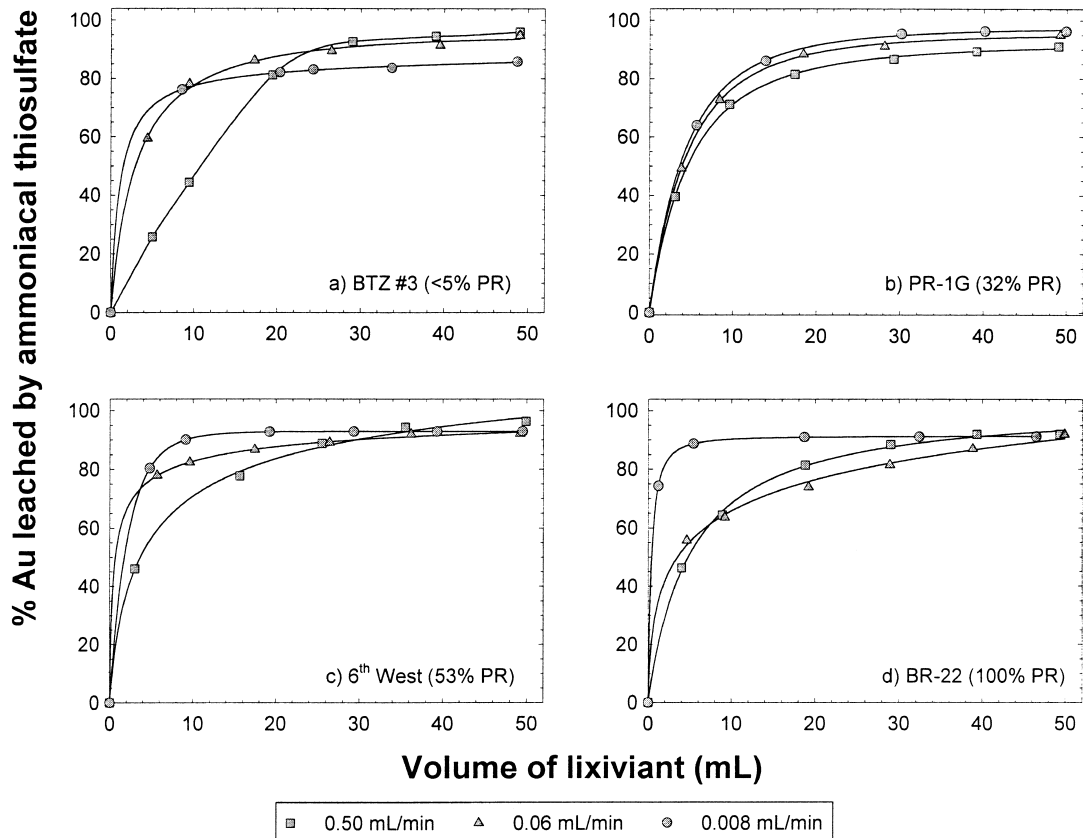 % Au leached by ammoniacal thiosulfate
100
80
60
40
20
0
0 10 20 30 40 50
a) BTZ #3 (<5% PR)
100
80
60
40
20
0
0 10 20 30 40 50
b) PR-1G (32% PR)
100
80
60
40
20
0
0 10 20 30 40 50
c) 6th West (53% PR)
100
80
60
40
20
0
0 10 20 30 40 50
d) BR-22 (100% PR)
Volume of lixiviant (mL)
0.50 mL/min 0.06 mL/min 0.008 mL/min